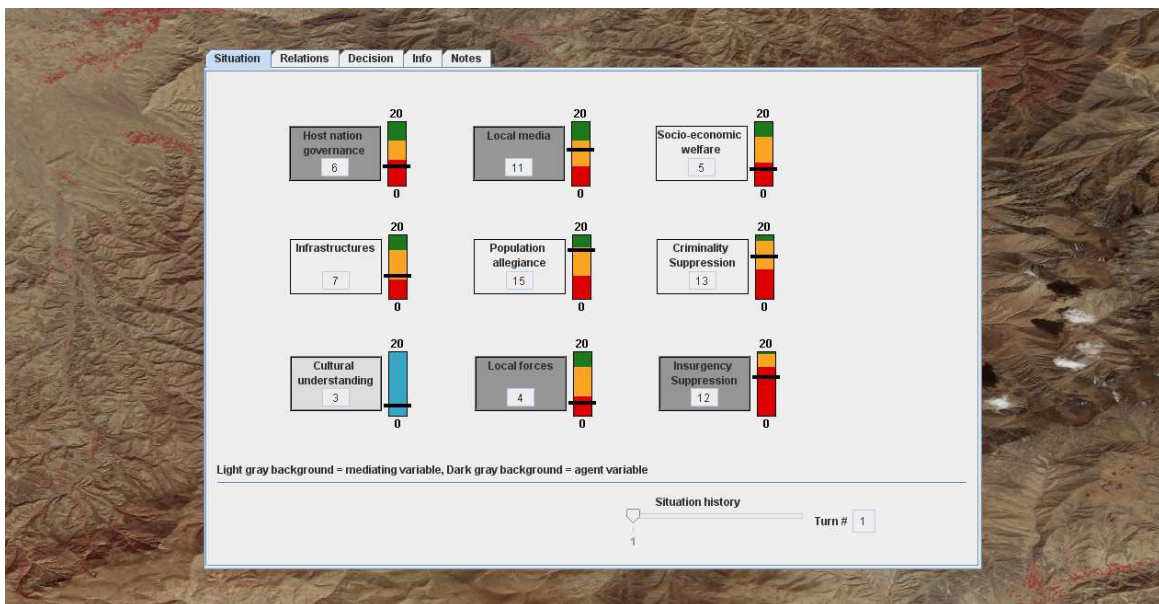 Situation Relations Decision Info Notes
20 20 20
Host nation
governance
6
0
Local media
11
0
Socio-economic
welfare
5
0
20 20 20
Infrastructures
7
0
Population
allegiance
15
0
Criminality
Suppression
13
0
20 20 20
Cultural
understanding
3
0
Local forces
4
0
Insurgency
Suppression
12
0
Light gray background = mediating variable, Dark gray background = agent variable
Situation history
Turn # 1
1